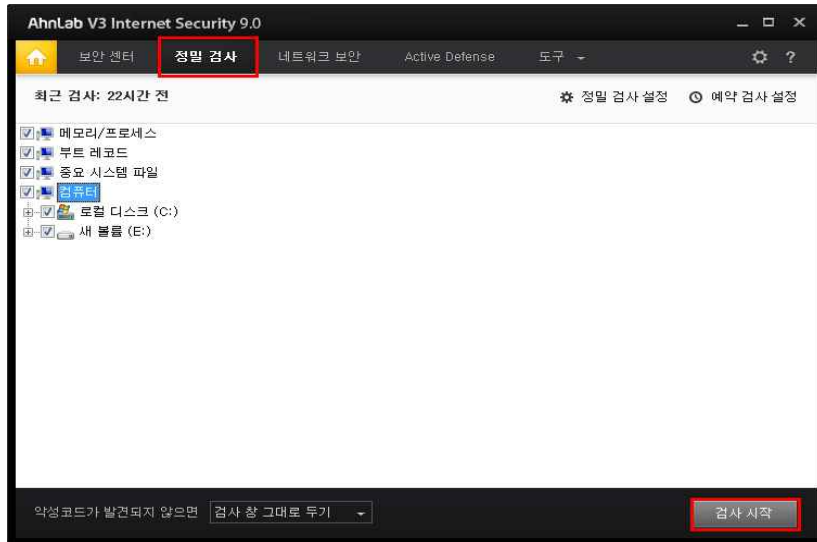 AhnLab V3 Internet Security 9.0
보안 센터 정밀 검사 네트워크 보안 Active Defense 도구
최근 검사: 22시간 전 정밀 검사 설정 예약 검사 설정
메모리/프로세스
부트 레코드
중요 시스템 파일
컴퓨터
로컬 디스크 (C:)
새 볼륨 (E:)
악성코드가 발견되지 않으면 검사 창 그대로 두기 검사 시작